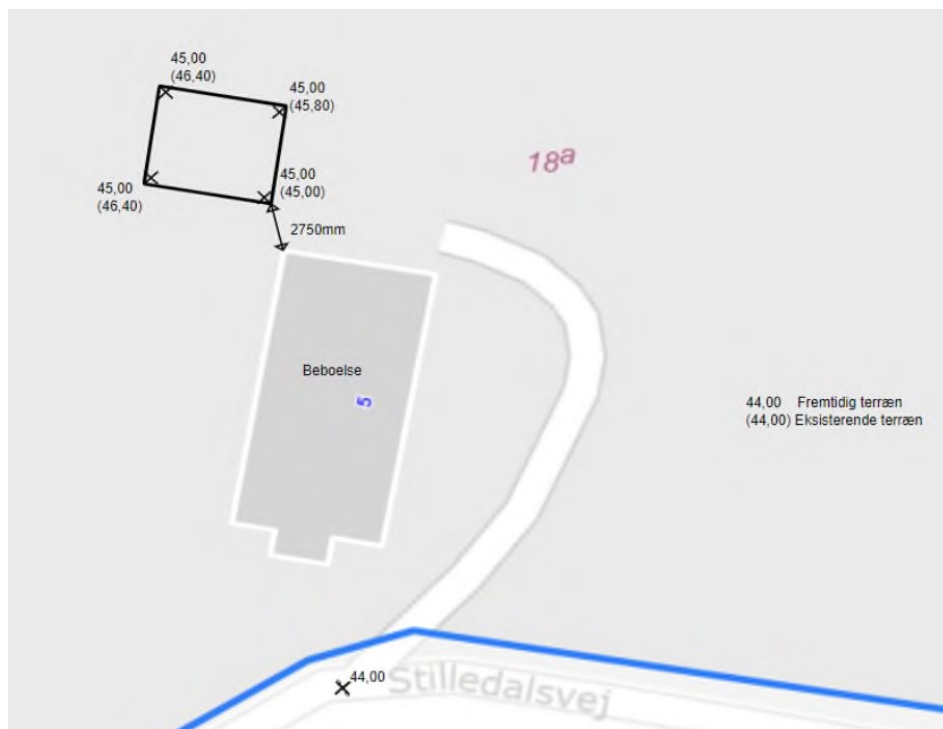 45,00
(46,40)
45,00
(45,80)
18a
45,00
(45,00)
45,00
(46,40)
2750mm
Beboelse
5
44,00 Fremtidig terræn
(44,00) Eksisterende terræn
44,00
Stilledalsvej